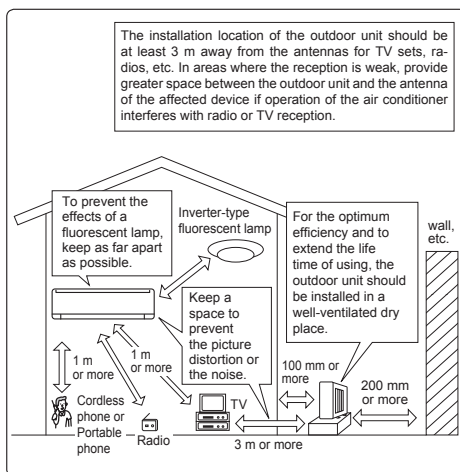 The installation location of the outdoor unit should be
at least 3 m away from the antennas for TV sets, ra-
dios, etc. In areas where the reception is weak, provide
greater space between the outdoor unit and the antenna
of the affected device if operation of the air conditioner
interferes with radio or TV reception.
To prevent the
effects of a
fluorescent lamp,
keep as far apart
as possible.
Inverter-type
fluorescent lamp
For the optimum
efficiency and to
extend the life
time of using, the
outdoor unit should
be installed in a
well-ventilated dry
place.
wall,
etc.
Keep a
space to
prevent
the picture
distortion or
the noise.
1 m
or more
1 m
or more
100 mm or
more
200 mm
or more
Cordless
phone or
Portable
phone
Radio
TV
3 m or more